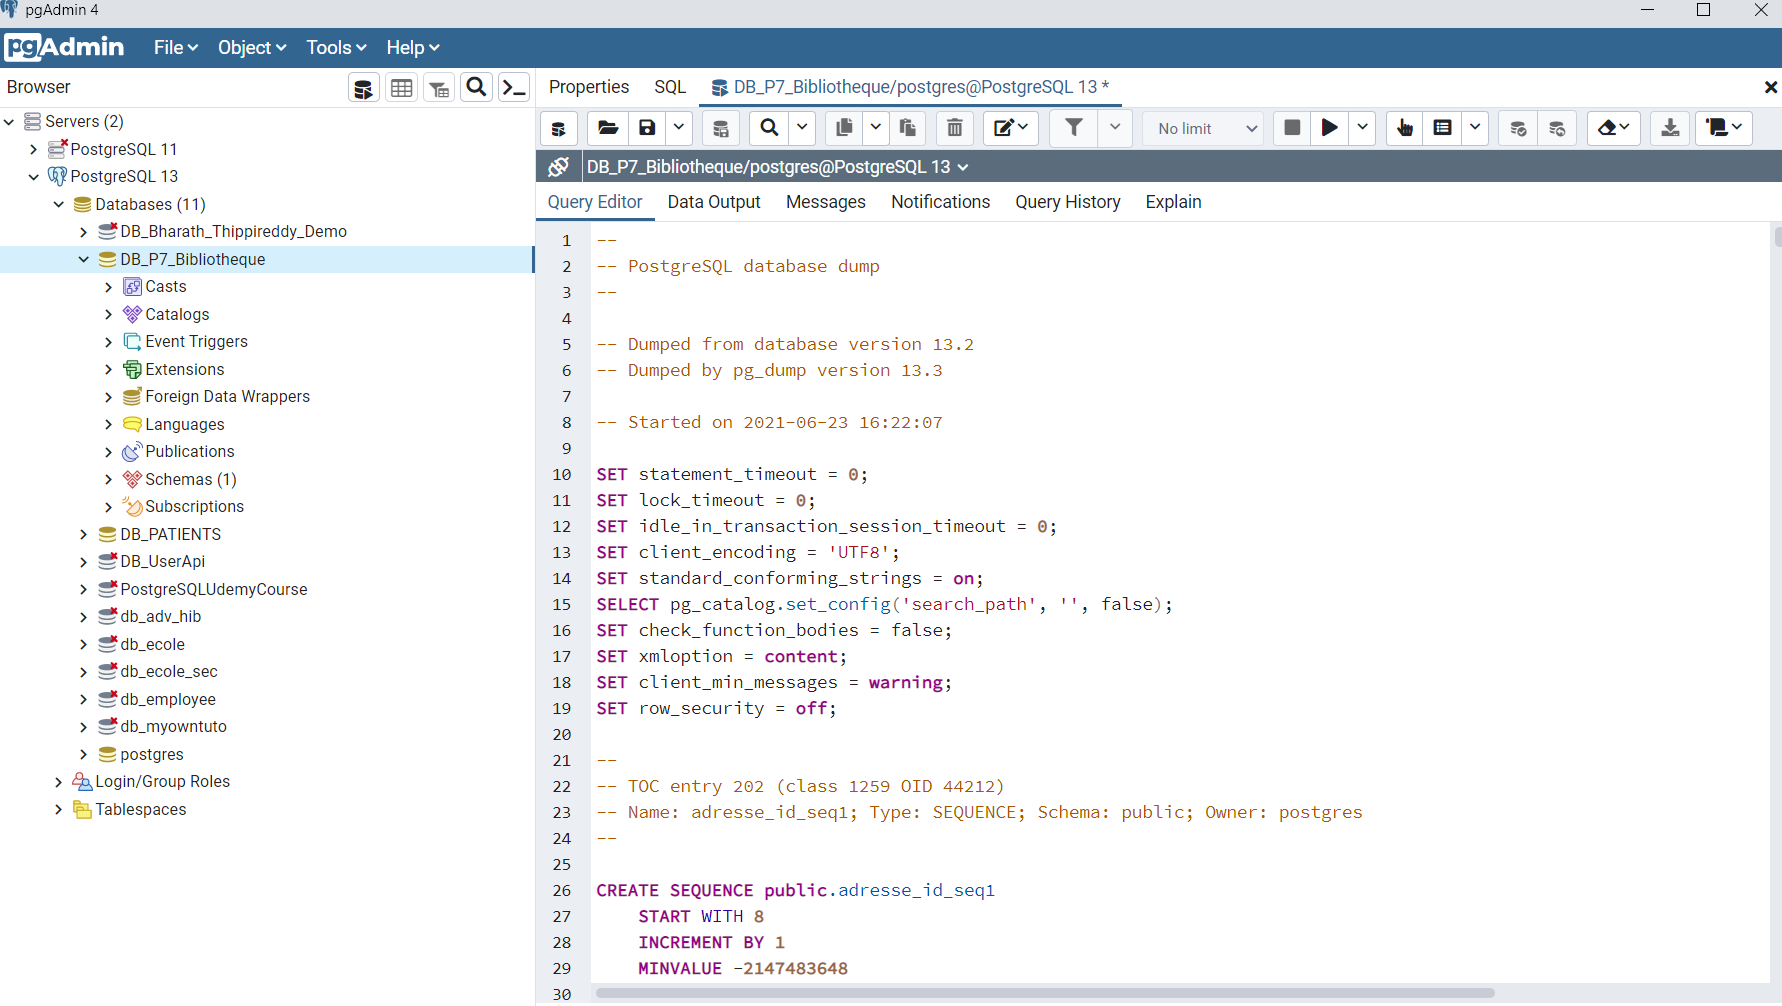 pgAdmin 4
pgAdmin File Object Tools Help
Browser
Servers (2)
PostgreSQL 11
PostgreSQL 13
Databases (11)
DB_Bharath_Thippireddy_Demo
DB_P7_Bibliotheque
Casts
Catalogs
Event Triggers
Extensions
Foreign Data Wrappers
Languages
Publications
Schemas (1)
Subscriptions
DB_PATIENTS
DB_UserApi
PostgreSQLUdemyCourse
db_adv_hib
db_ecole
db_ecole_sec
db_employee
db_myowntuto
postgres
Login/Group Roles
Tablespaces
Properties SQL DB_P7_Bibliotheque/postgres@PostgreSQL 13 *
No limit
DB_P7_Bibliotheque/postgres@PostgreSQL 13
Query Editor Data Output Messages Notifications Query History Explain
1 --
2 -- PostgreSQL database dump
3 --
4
5 -- Dumped from database version 13.2
6 -- Dumped by pg_dump version 13.3
7
8 -- Started on 2021-06-23 16:22:07
9
10 SET statement_timeout = 0;
11 SET lock_timeout = 0;
12 SET idle_in_transaction_session_timeout = 0;
13 SET client_encoding = 'UTF8';
14 SET standard_conforming_strings = on;
15 SELECT pg_catalog.set_config('search_path', '', false);
16 SET check_function_bodies = false;
17 SET xmloption = content;
18 SET client_min_messages = warning;
19 SET row_security = off;
20
21 --
22 -- TOC entry 202 (class 1259 OID 44212)
23 -- Name: adresse_id_seq1; Type: SEQUENCE; Schema: public; Owner: postgres
24 --
25
26 CREATE SEQUENCE public.adresse_id_seq1
27 START WITH 8
28 INCREMENT BY 1
29 MINVALUE -2147483648
30